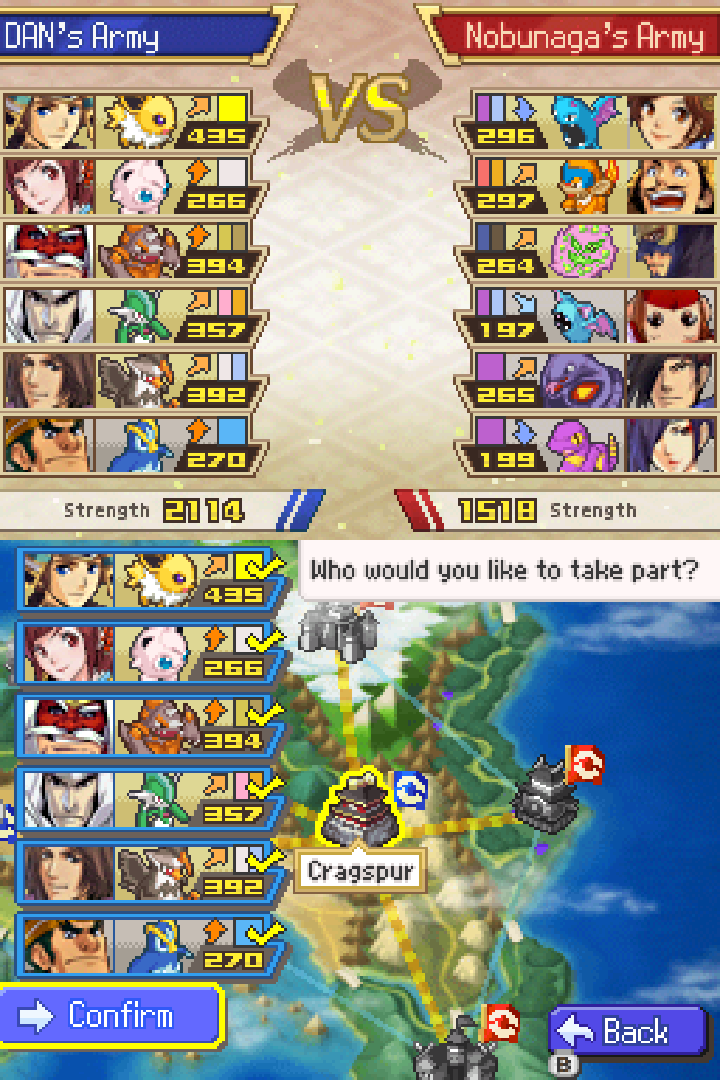 DAN's Army
Nobunaga's Army
VS
435
296
266
297
394
264
357
197
392
265
270
199
Strength 2114
1518 Strength
435
Who would you like to take part?
266
394
357
Cragspur
392
270
Confirm
Back
B